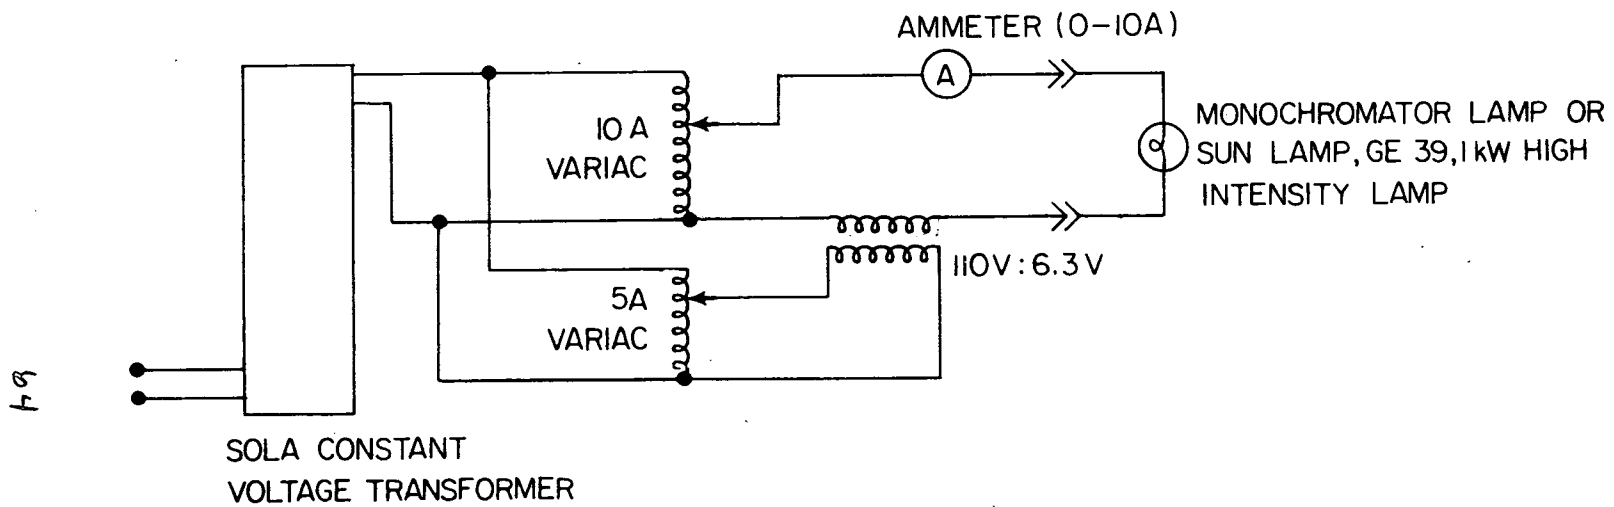 AMMETER (0-10A)
A
10 A
VARIAC
MONOCHROMATOR LAMP OR
SUN LAMP, GE 39, 1 kW HIGH
INTENSITY LAMP
110V : 6.3 V
5A
VARIAC
64
SOLA CONSTANT
VOLTAGE TRANSFORMER